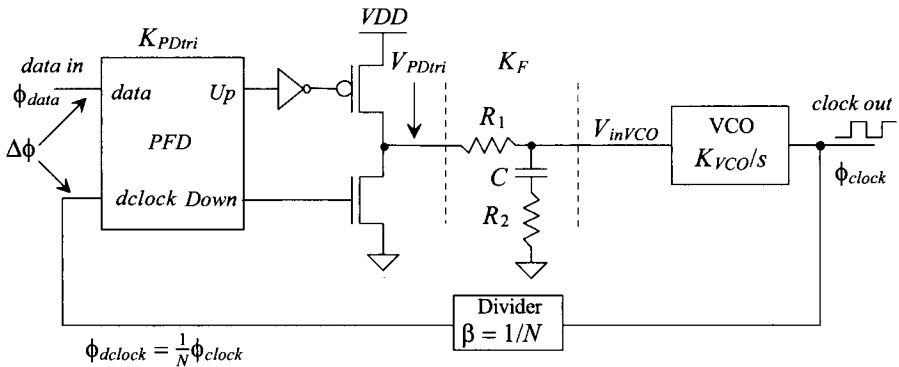 VDD
K_PDtri
V_PDtri
K_F
data in
ϕ_data
data
Up
R_1
V_inVCO
VCO
K_VCO/s
clock out
ϕ_clock
Δϕ
PFD
C
dclock
Down
R_2
Divider
β = 1/N
ϕ_dclock = 1/N ϕ_clock